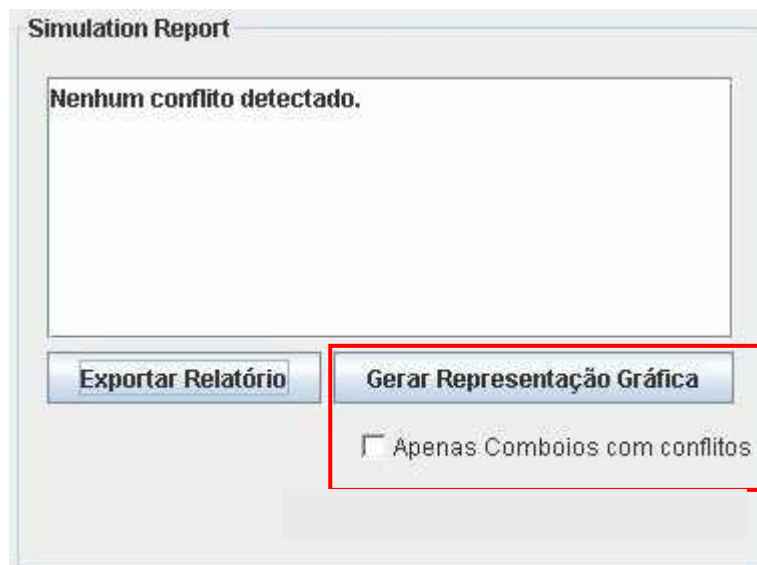 Simulation Report
Nenhum conflito detectado.
Exportar Relatório
Gerar Representação Gráfica
Apenas Comboios com conflitos